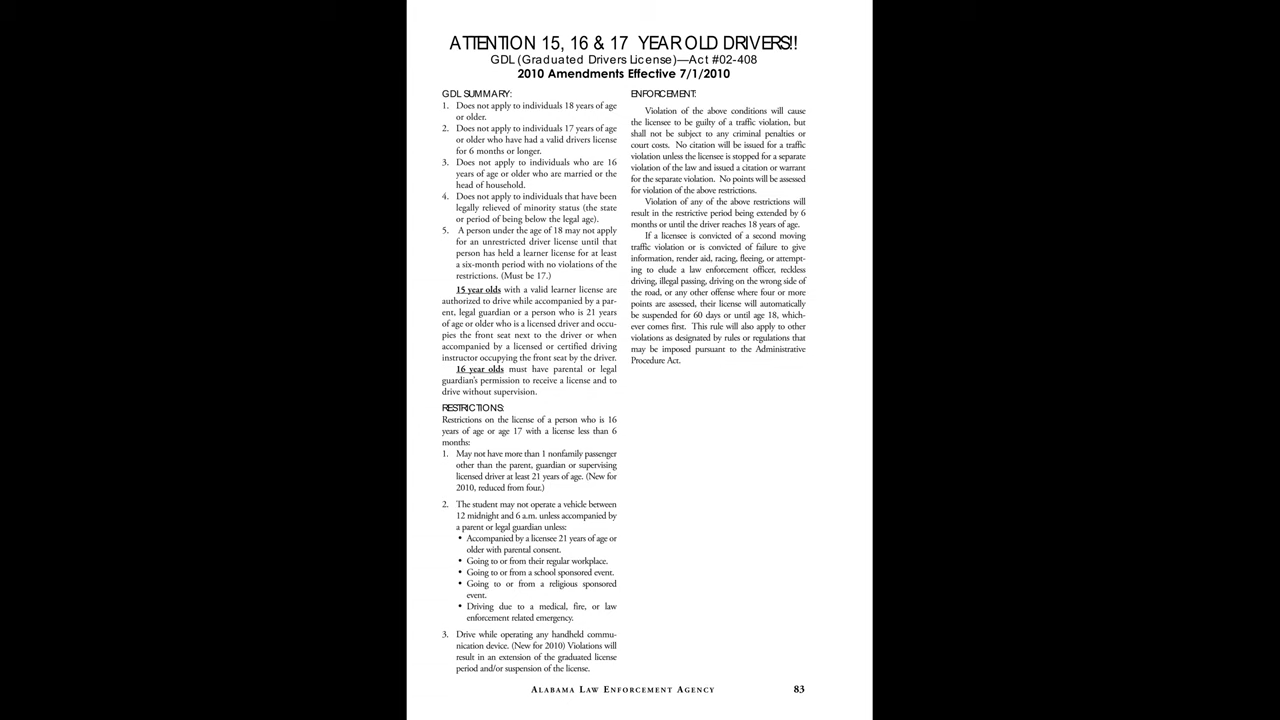 ATTENTION 15, 16 & 17 YEAR OLD DRIVERS!!
GDL (Graduated Drivers License)—Act #02-408
2010 Amendments Effective 7/1/2010
GDL SUMMARY:
1. Does not apply to individuals 18 years of age
or older.
2. Does not apply to individuals 17 years of age
or older who have had a valid drivers license
for 6 months or longer.
3. Does not apply to individuals who are 16
years of age or older who are married or the
head of household.
4. Does not apply to individuals that have been
legally relieved of minority status (the state
or period of being below the legal age).
5. A person under the age of 18 may not apply
for an unrestricted driver license until that
person has held a learner license for at least
a six-month period with no violations of the
restrictions. (Must be 17.)
15 year olds with a valid learner license are
authorized to drive while accompanied by a par-
ent, legal guardian or a person who is 21 years
of age or older who is a licensed driver and occu-
pies the front seat next to the driver or when
accompanied by a licensed or certified driving
instructor occupying the front seat by the driver.
16 year olds must have parental or legal
guardian's permission to receive a license and to
drive without supervision.
RESTRICTIONS:
Restrictions on the license of a person who is 16
years of age or age 17 with a license less than 6
months:
1. May not have more than 1 nonfamily passenger
other than the parent, guardian or supervising
licensed driver at least 21 years of age. (New for
2010, reduced from four.)
2. The student may not operate a vehicle between
12 midnight and 6 a.m. unless accompanied by
a parent or legal guardian unless:
• Accompanied by a licensee 21 years of age or
older with parental consent.
• Going to or from their regular workplace.
• Going to or from a school sponsored event.
• Going to or from a religious sponsored
event.
• Driving due to a medical, fire, or law
enforcement related emergency.
3. Drive while operating any handheld commu-
nication device. (New for 2010) Violations will
result in an extension of the graduated license
period and/or suspension of the license.
ENFORCEMENT:
Violation of the above conditions will cause
the licensee to be guilty of a traffic violation, but
shall not be subject to any criminal penalties or
court costs. No citation will be issued for a traffic
violation unless the licensee is stopped for a separate
violation of the law and issued a citation or warrant
for the separate violation. No points will be assessed
for violation of the above restrictions.
Violation of any of the above restrictions will
result in the restrictive period being extended by 6
months or until the driver reaches 18 years of age.
If a licensee is convicted of a second moving
traffic violation or is convicted of failure to give
information, render aid, racing, fleeing, or attempt-
ing to elude a law enforcement officer, reckless
driving, illegal passing, driving on the wrong side of
the road, or any other offense where four or more
points are assessed, their license will automatically
be suspended for 60 days or until age 18, which-
ever comes first. This rule will also apply to other
violations as designated by rules or regulations that
may be imposed pursuant to the Administrative
Procedure Act.
Alabama Law Enforcement Agency 83